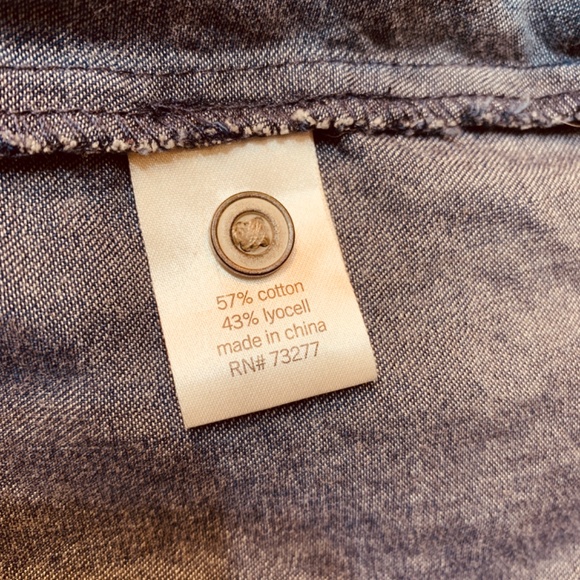 57% cotton
43% lyocell
made in china
RN# 73277